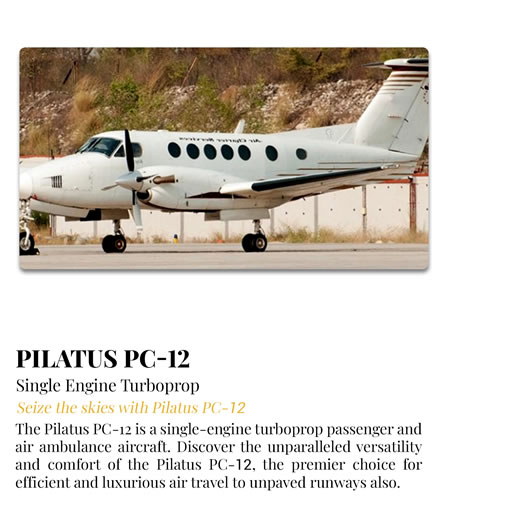 PILATUS PC-12
Single Engine Turboprop
Seize the skies with Pilatus PC-12
The Pilatus PC-12 is a single-engine turboprop passenger and
air ambulance aircraft. Discover the unparalleled versatility
and comfort of the Pilatus PC-12, the premier choice for
efficient and luxurious air travel to unpaved runways also.